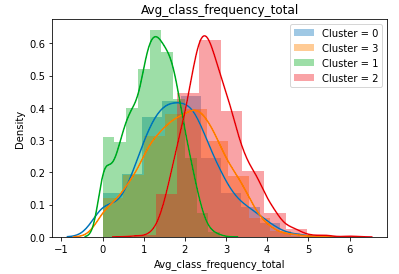 Avg_class_frequency_total
Cluster = 0
Cluster = 3
Cluster = 1
Cluster = 2
Density
0.6
0.5
0.4
0.3
0.2
0.1
0.0
−1
0
1
2
3
4
5
6
Avg_class_frequency_total